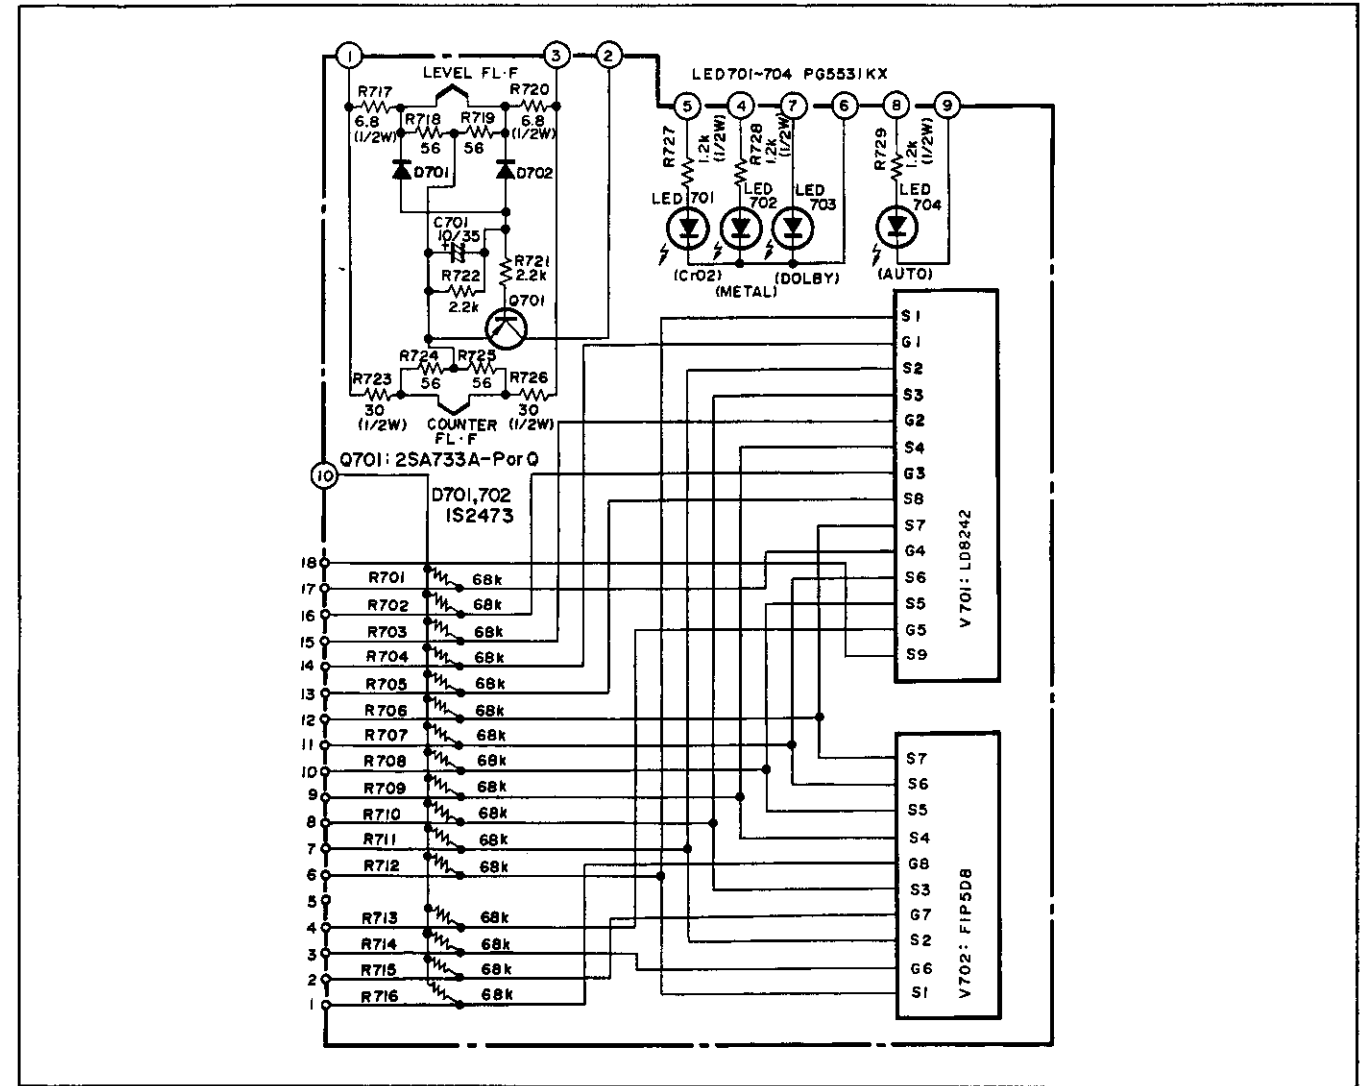 1
3
2
LEVEL FL·F
R717
6.8
(1/2W)
R718
56
R719
56
R720
6.8
(1/2W)
D701
D702
C701
+
10/35
R722
2.2k
R721
2.2k
Q701
R724
56
R725
56
R723
30
(1/2W)
R726
30
(1/2W)
COUNTER
FL·F
Q701: 2SA733A-P or Q
D701,702
1S2473
LED701~704 PG5531KX
5
4
7
6
8
9
R727
1.2k
(1/2W)
R728
1.2k
(1/2W)
R729
1.2k
(1/2W)
LED 701
LED
702
LED
703
LED
704
(CrO2)
(METAL)
(DOLBY)
(AUTO)
S1
G1
S2
S3
G2
S4
G3
S8
S7
G4
S6
S5
G5
S9
V701: LD8242
10
18
17 R701 68k
16 R702 68k
15 R703 68k
14 R704 68k
13 R705 68k
12 R706 68k
11 R707 68k
10 R708 68k
9 R709 68k
8 R710 68k
7 R711 68k
6 R712 68k
5
4 R713 68k
3 R714 68k
2 R715 68k
1 R716 68k
S7
S6
S5
S4
G8
S3
G7
S2
G6
S1
V702: FIP5D8